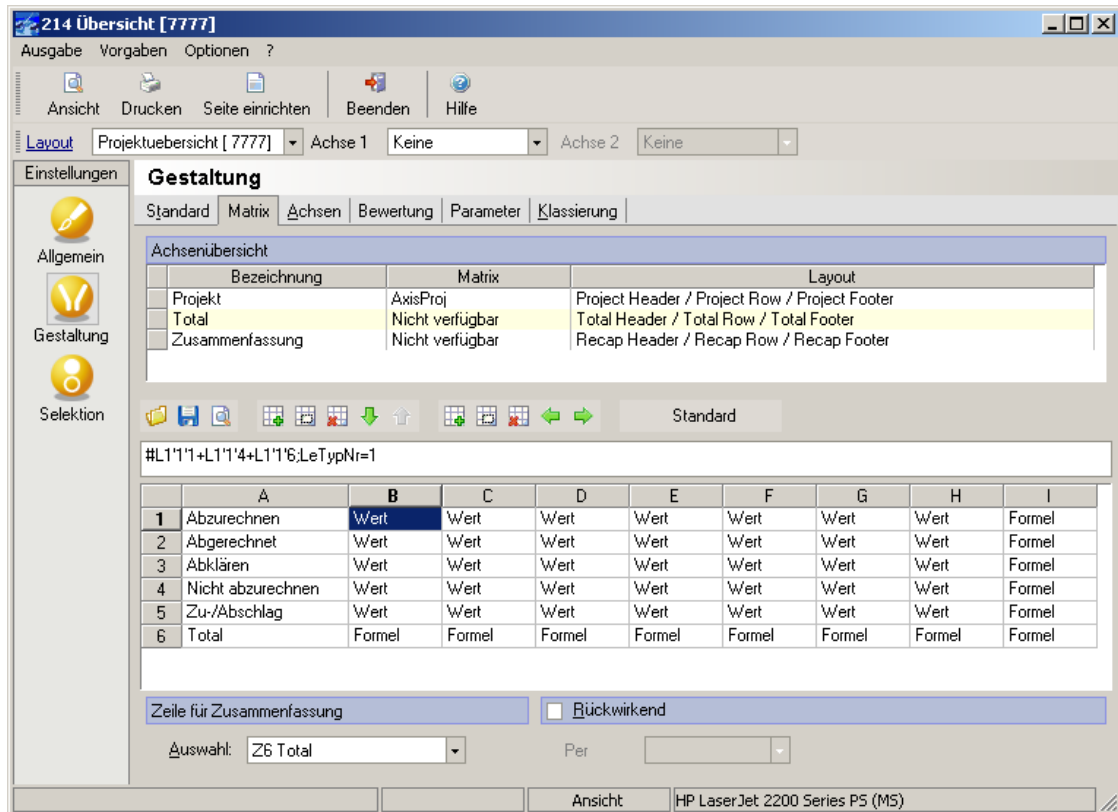 214 Übersicht [7777]
Ausgabe Vorgaben Optionen ?
Ansicht Drucken Seite einrichten Beenden Hilfe
Layout Projektuebersicht [ 7777] Achse 1 Keine Achse 2 Keine
Einstellungen
Allgemein
Gestaltung
Selektion
Gestaltung
Standard Matrix Achsen Bewertung Parameter Klassierung
Achsenübersicht
Bezeichnung Matrix Layout
Projekt AxisProj Project Header / Project Row / Project Footer
Total Nicht verfügbar Total Header / Total Row / Total Footer
Zusammenfassung Nicht verfügbar Recap Header / Recap Row / Recap Footer
Standard
#L1'1'1+L1'1'4+L1'1'6;LeTypNr=1
A B C D E F G H I
1 Abzurechnen Wert Wert Wert Wert Wert Wert Wert Formel
2 Abgerechnet Wert Wert Wert Wert Wert Wert Wert Formel
3 Abklären Wert Wert Wert Wert Wert Wert Wert Formel
4 Nicht abzurechnen Wert Wert Wert Wert Wert Wert Wert Formel
5 Zu-/Abschlag Wert Wert Wert Wert Wert Wert Wert Formel
6 Total Formel Formel Formel Formel Formel Formel Formel Formel
Zeile für Zusammenfassung Rückwirkend
Auswahl: Z6 Total Per
Ansicht HP LaserJet 2200 Series PS (MS)